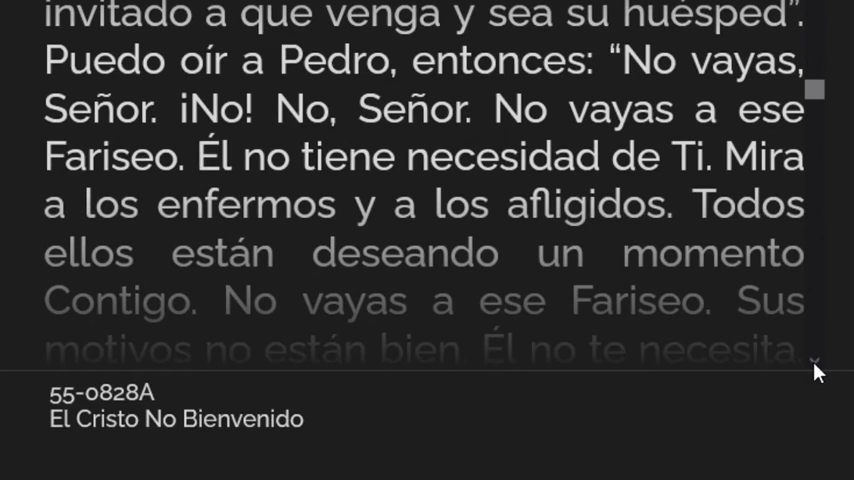 invitado a que venga y sea su huésped”.
Puedo oír a Pedro, entonces: “No vayas,
Señor. ¡No! No, Señor. No vayas a ese
Fariseo. Él no tiene necesidad de Ti. Mira
a los enfermos y a los afligidos. Todos
ellos están deseando un momento
Contigo. No vayas a ese Fariseo. Sus
motivos no están bien. Él no te necesita.
55-0828A
El Cristo No Bienvenido